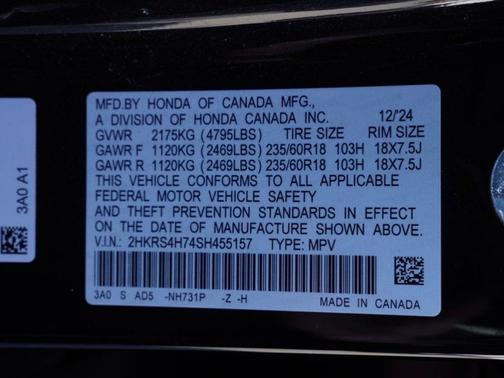 MFD.BY HONDA OF CANADA MFG.,
A DIVISION OF HONDA CANADA INC. 12/'24
GVWR 2175KG (4795LBS) TIRE SIZE RIM SIZE
GAWR F 1120KG (2469LBS) 235/60R18 103H 18X7.5J
GAWR R 1120KG (2469LBS) 235/60R18 103H 18X7.5J
THIS VEHICLE CONFORMS TO ALL APPLICABLE
FEDERAL MOTOR VEHICLE SAFETY
AND THEFT PREVENTION STANDARDS IN EFFECT
ON THE DATE OF MANUFACTURE SHOWN ABOVE.
V.I.N: 2HKRS4H74SH455157 TYPE: MPV
3A0 S AD5 -NH731P -Z -H MADE IN CANADA
3A0 A1